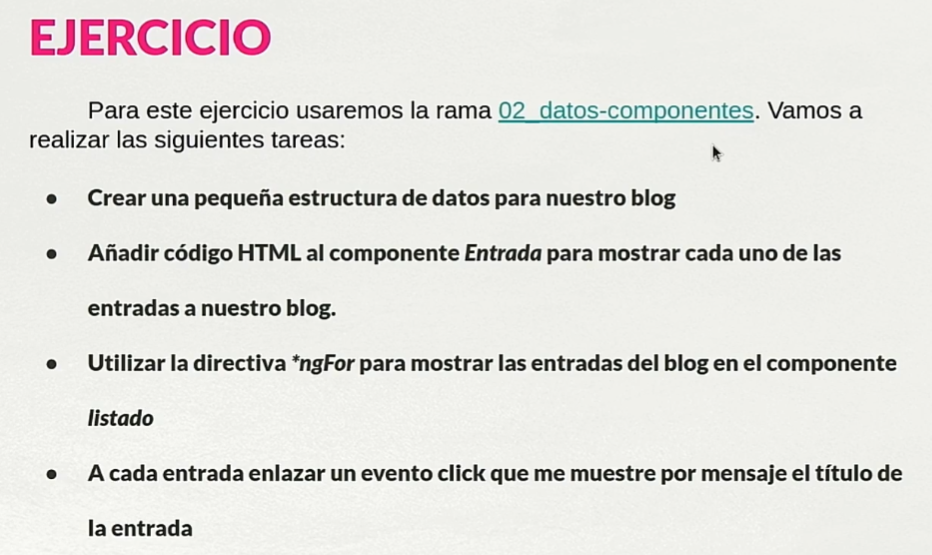 EJERCICIO
Para este ejercicio usaremos la rama 02_datos-componentes. Vamos a
realizar las siguientes tareas:
● Crear una pequeña estructura de datos para nuestro blog
● Añadir código HTML al componente Entrada para mostrar cada uno de las
entradas a nuestro blog.
● Utilizar la directiva *ngFor para mostrar las entradas del blog en el componente
listado
● A cada entrada enlazar un evento click que me muestre por mensaje el título de
la entrada